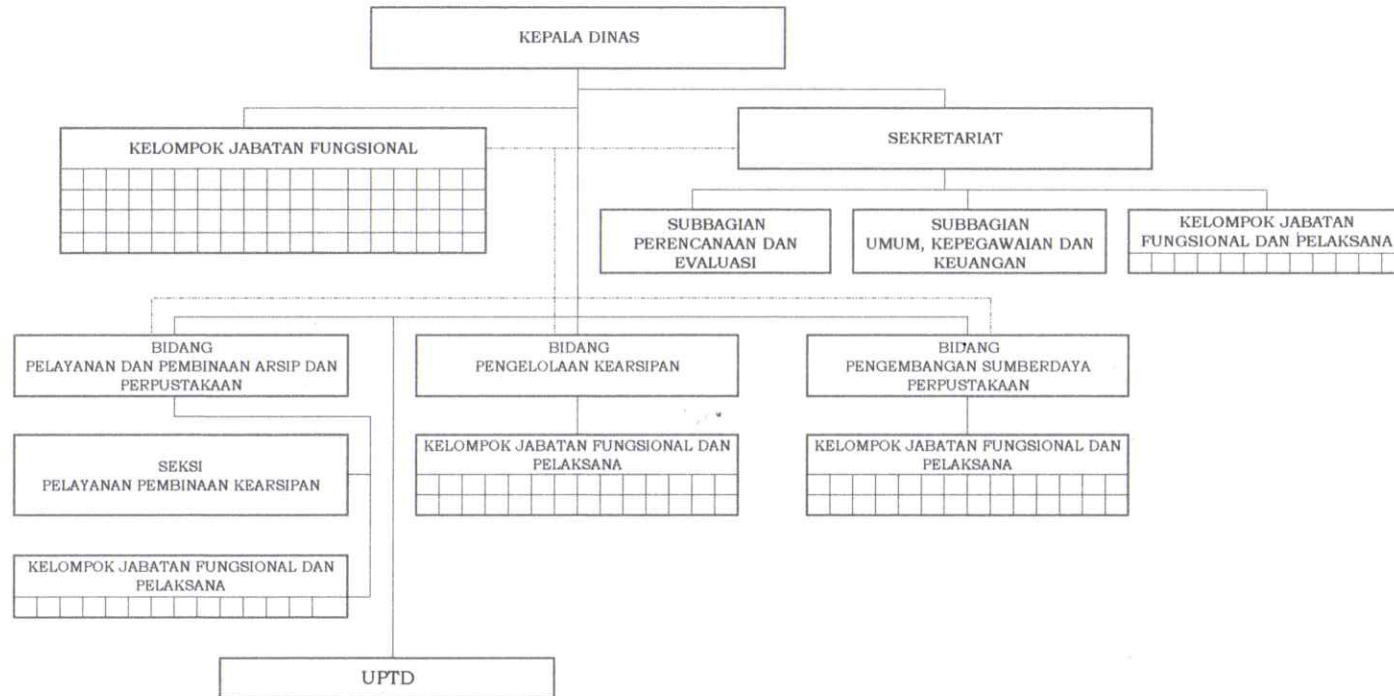 KEPALA DINAS
KELOMPOK JABATAN FUNGSIONAL
SEKRETARIAT
SUBBAGIAN
PERENCANAAN DAN
EVALUASI
SUBBAGIAN
UMUM, KEPEGAWAIAN DAN
KEUANGAN
KELOMPOK JABATAN
FUNGSIONAL DAN PELAKSANA
BIDANG
PELAYANAN DAN PEMBINAAN ARSIP DAN
PERPUSTAKAAN
BIDANG
PENGELOLAAN KEARSIPAN
BIDANG
PENGEMBANGAN SUMBERDAYA
PERPUSTAKAAN
SEKSI
PELAYANAN PEMBINAAN KEARSIPAN
KELOMPOK JABATAN FUNGSIONAL DAN
PELAKSANA
KELOMPOK JABATAN FUNGSIONAL DAN
PELAKSANA
KELOMPOK JABATAN FUNGSIONAL DAN
PELAKSANA
UPTD